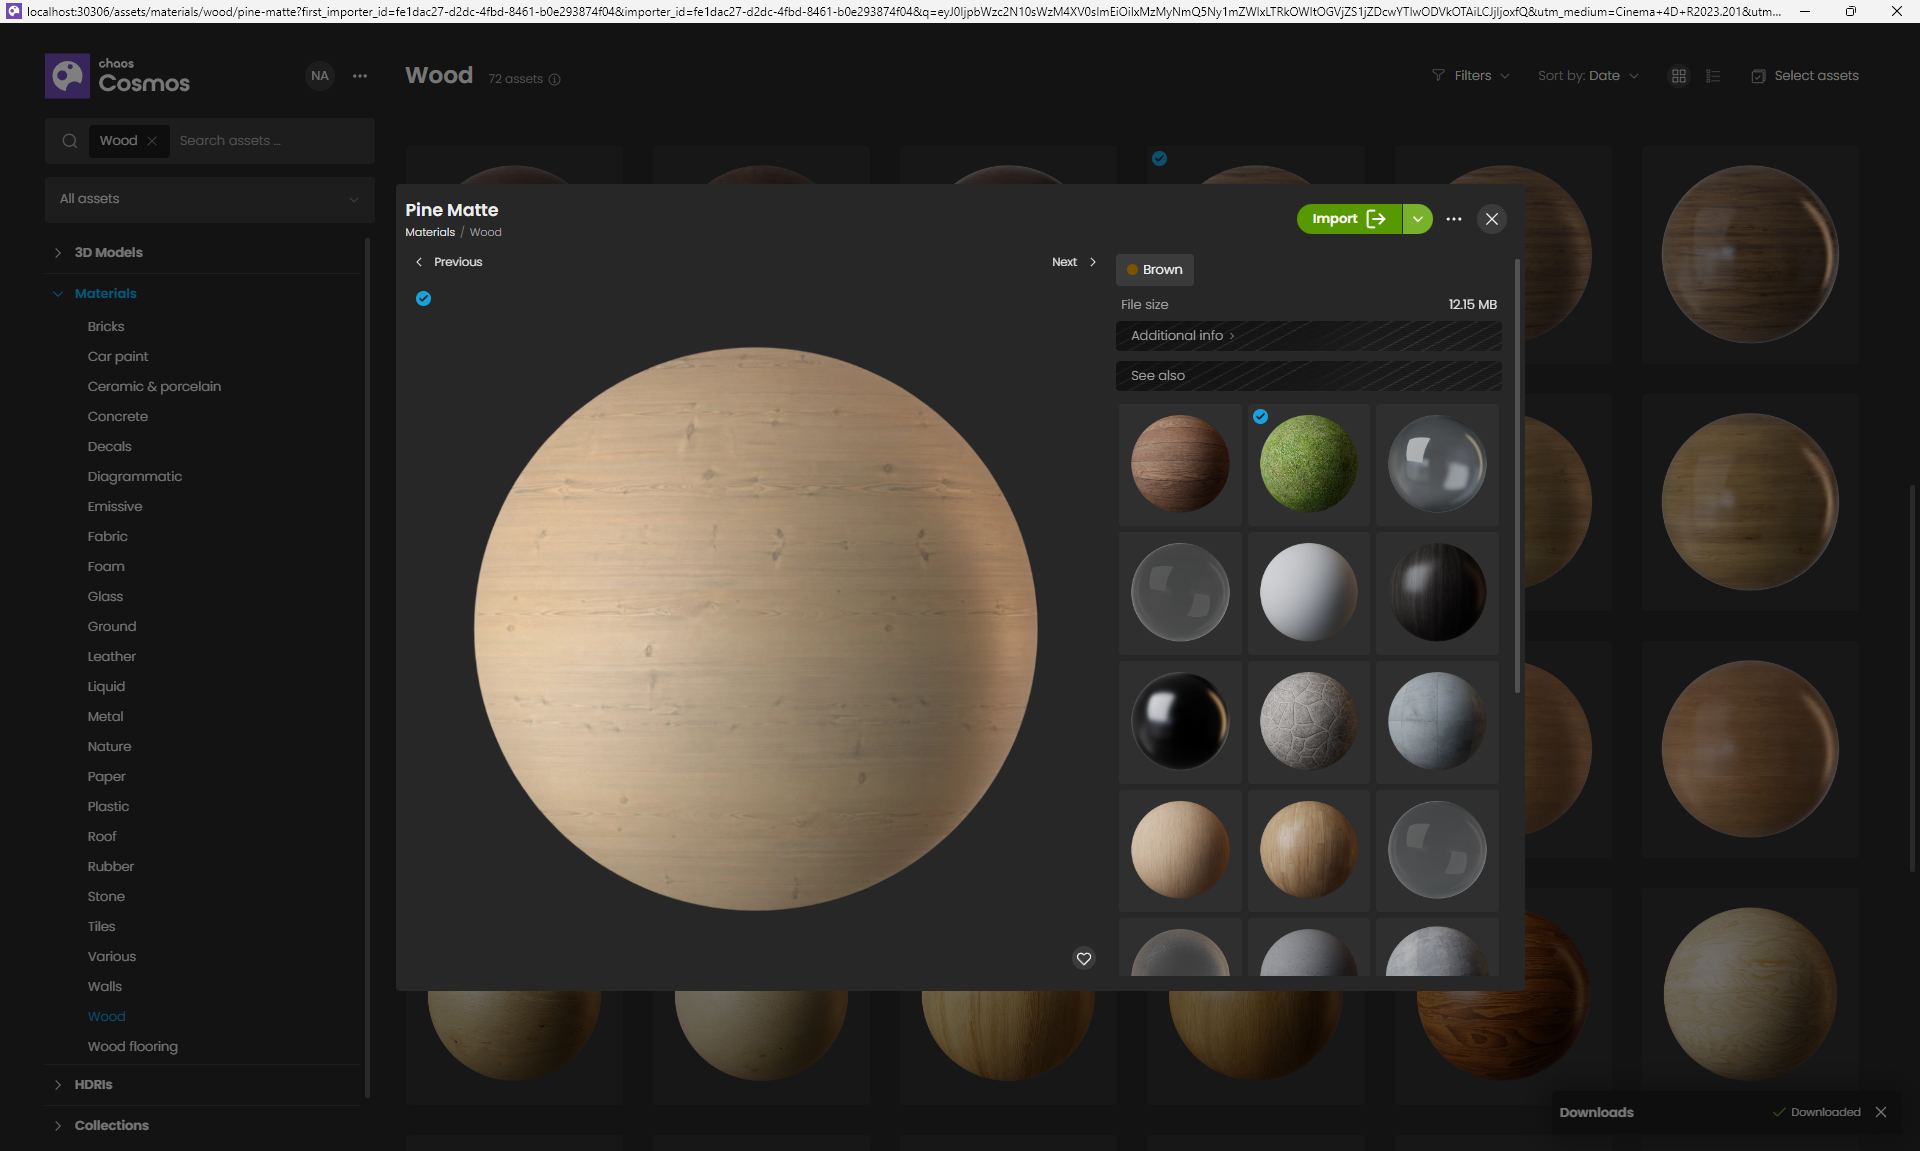 localhost:30306/assets/materials/wood/pine-matte?first_importer_id=fe1dac27-d2dc-4fbd-8461-b0e293874f04&importer_id=fe1dac27-d2dc-4fbd-8461-b0e293874f04&q=eyJ0IjpbWzc2N10sWzM4XV0sImEiOiIxMzMyNmQ5Ny1mZWIxLTRkOWItOGVjZS1jZDcwYTIwODVkOTAiLCJjIjoxfQ&utm_medium=Cinema+4D+R2023.201&utm...
chaos
Cosmos
NA
Wood 72 assets
Filters
Sort by: Date
Select assets
Wood
Search assets ...
All assets
3D Models
Materials
Bricks
Car paint
Ceramic & porcelain
Concrete
Decals
Diagrammatic
Emissive
Fabric
Foam
Glass
Ground
Leather
Liquid
Metal
Nature
Paper
Plastic
Roof
Rubber
Stone
Tiles
Various
Walls
Wood
Wood flooring
HDRIs
Collections
Pine Matte
Materials / Wood
Import
Previous
Next
Brown
File size 12.15 MB
Additional info
See also
Downloads
Downloaded